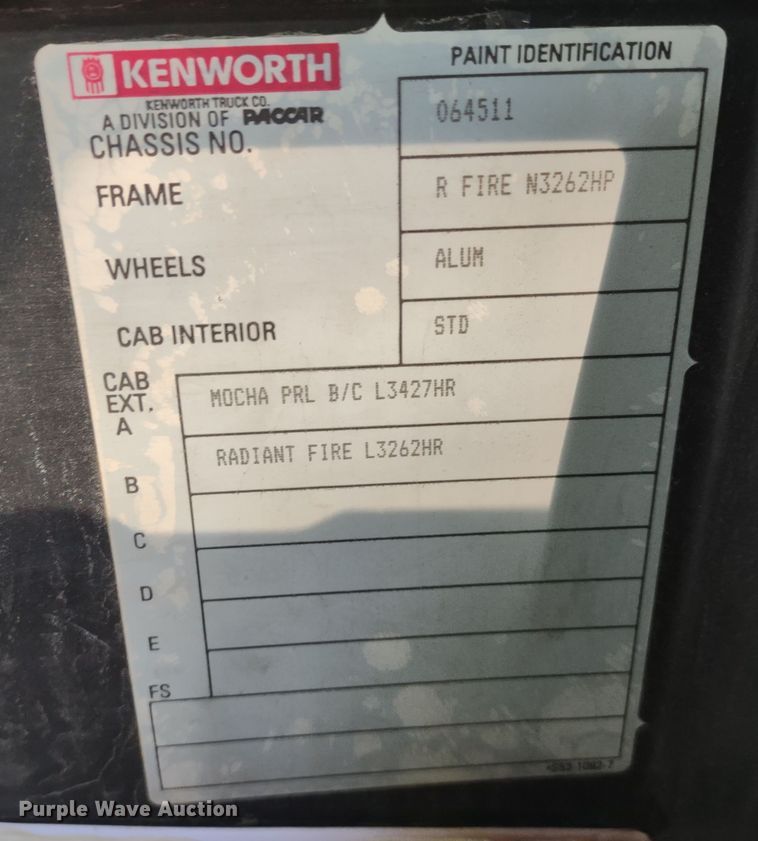 KENWORTH
PAINT IDENTIFICATION
KENWORTH TRUCK CO.
A DIVISION OF PACCAR
CHASSIS NO. 064511
FRAME R FIRE N3262HP
WHEELS ALUM
CAB INTERIOR STD
CAB
EXT.
A MOCHA PRL B/C L3427HR
B RADIANT FIRE L3262HR
C
D
E
FS
Purple Wave Auction